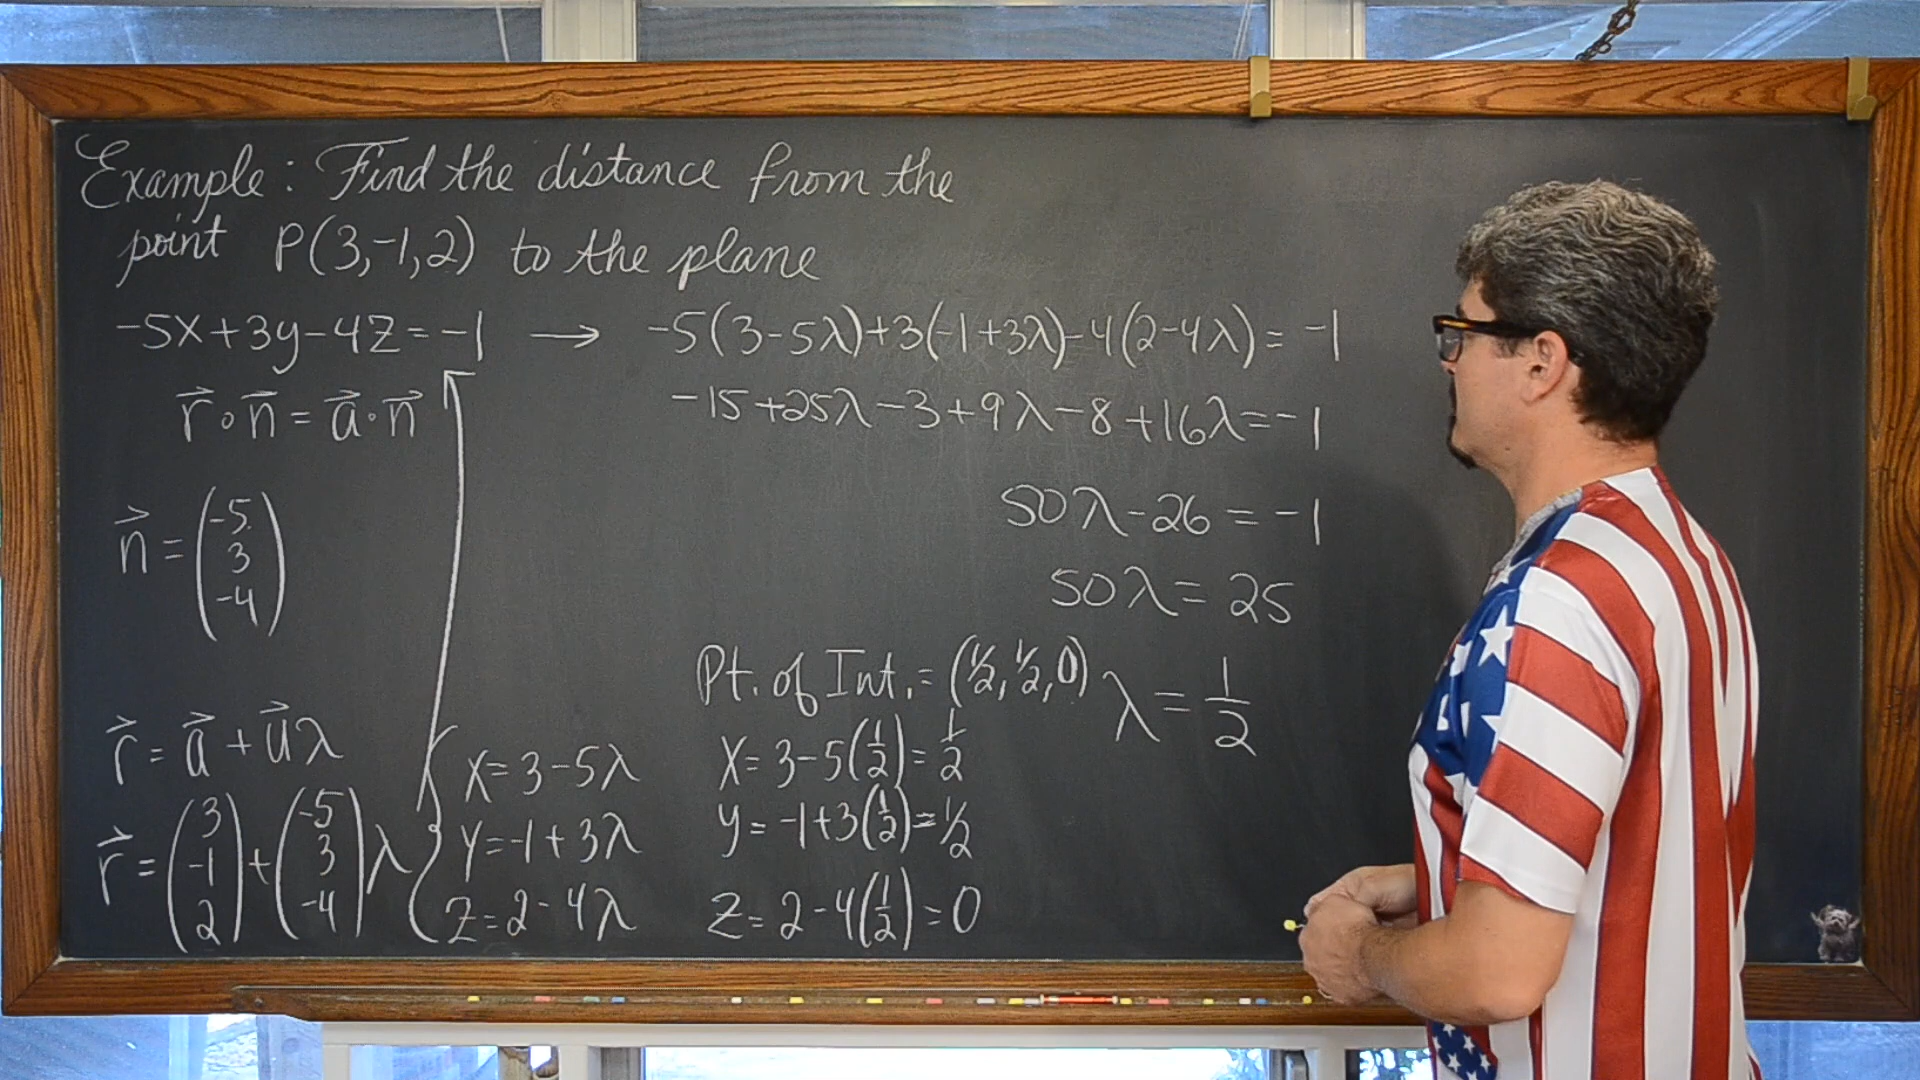 Example: Find the distance from the
point P(3,-1,2) to the plane
-5x+3y-4z=-1 → -5(3-5λ)+3(-1+3λ)-4(2-4λ)=-1
r⃗∘n⃗=a⃗∘n⃗
-15+25λ-3+9λ-8+16λ=-1
n⃗=(-5 3 -4)
50λ-26=-1
50λ=25
λ=1/2
r⃗=a⃗+u⃗λ
r⃗=(3 -1 2)+(-5 3 -4)λ
x=3-5λ
y=-1+3λ
z=2-4λ
Pt. of Int.=(1/2,1/2,0)
x=3-5(1/2)=1/2
y=-1+3(1/2)=1/2
z=2-4(1/2)=0